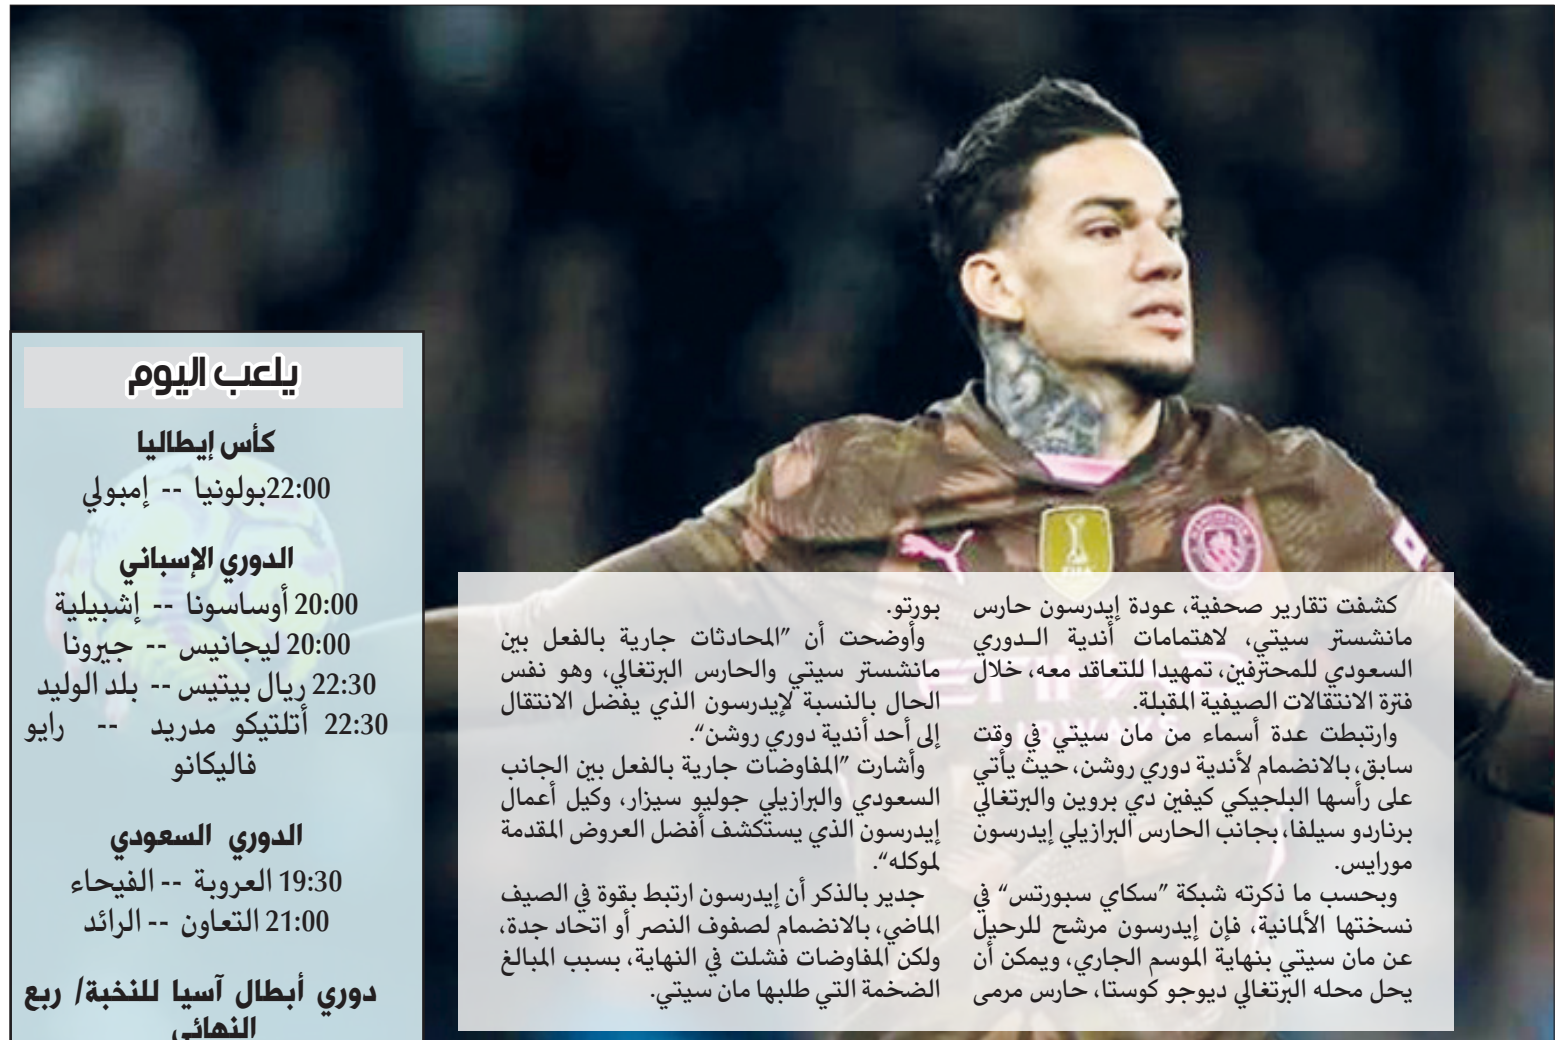 كشفت تقارير صحفية، عودة إيدرسون حارس
مانشستر سيتي، لاهتمامات أندية الــدوري
السعودي للمحترفين، تمهيدا للتعاقد معه، خلال
فترة الانتقالات الصيفية المقبلة.
وارتبطت عدة أسماء من مان سيتي في وقت
سابق، بالانضمام لأندية دوري روشن، حيث يأتي
على رأسها البلجيكي كيفين دي بروين والبرتغالي
برناردو سيلفا، بجانب الحارس البرازيلي إيدرسون
مورايس.
وبحسب ما ذكرته شبكة "سكاي سبورتس" في
نسختها الألمانية، فإن إيدرسون مرشح للرحيل
عن مان سيتي بنهاية الموسم الجاري، ويمكن أن
يحل محله البرتغالي ديوجو كوستا، حارس مرمى
بورتو.
وأوضحت أن "المحادثات جارية بالفعل بين
مانشستر سيتي والحارس البرتغالي، وهو نفس
الحال بالنسبة لإيدرسون الذي يفضل الانتقال
إلى أحد أندية دوري روشن".
وأشارت "المفاوضات جارية بالفعل بين الجانب
السعودي والبرازيلي جوليو سيزار، وكيل أعمال
إيدرسون الذي يستكشف أفضل العروض المقدمة
لموكله".
جدير بالذكر أن إيدرسون ارتبط بقوة في الصيف
الماضي، بالانضمام لصفوف النصر أو اتحاد جدة،
ولكن المفاوضات فشلت في النهاية، بسبب المبالغ
الضخمة التي طلبها مان سيتي.
يلعب اليوم
كأس إيطاليا
22:00بولونيا -- إمبولي
الدوري الإسباني
20:00 أوساسونا -- إشبيلية
20:00 ليجانيس -- جيرونا
22:30 ريال بيتيس -- بلد الوليد
22:30 أتلتيكو مدريد -- رايو
فاليكانو
الدوري السعودي
19:30 العروبة -- الفيحاء
21:00 التعاون -- الرائد
دوري أبطال آسيا للنخبة/ ربع
النهائي
FIFA
ETIHAD
AIRWAYS